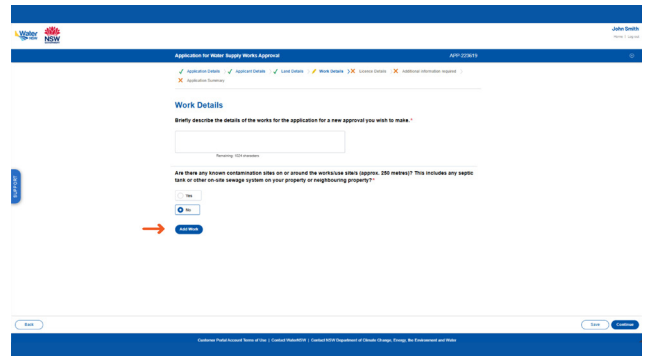 John Smith
Home | Log out
Water
NSW
NSW
Application for Water Supply Works Approval
APP-220619
Application Details
Applicant Details
Land Details
Work Details
Licence Details
Additional information required
Application Summary
Work Details
Briefly describe the details of the works for the application for a new approval you wish to make.*
Are there any known contamination sites on or around the works/use site/s (approx. 250 metres)? This includes any septic
tank or other on-site sewage system on your property or neighbouring property?*
Yes
No
Add Work
SUPPORT
Back
Save
Continue
Customer Portal Account Terms of Use | Contact WaterNSW | Contact NSW Department of Climate Change, Energy, the Environment and Water